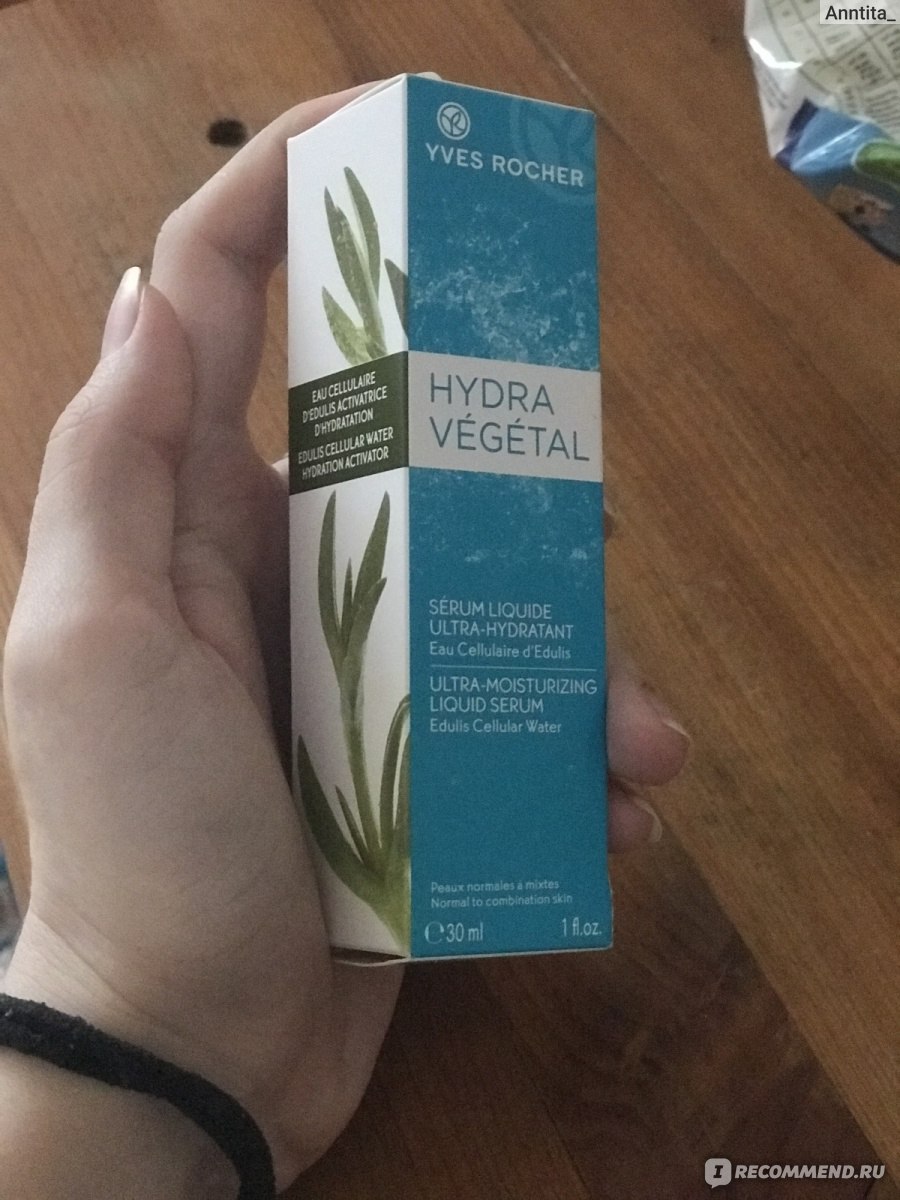 Anntita_
YVES ROCHER
EAU CELLULAIRE
D'EDULIS ACTIVATRICE
D'HYDRATATION
EDULIS CELLULAR WATER
HYDRATION ACTIVATOR
HYDRA
VÉGÉTAL
SÉRUM LIQUIDE
ULTRA-HYDRATANT
Eau Cellulaire d'Edulis
ULTRA-MOISTURIZING
LIQUID SERUM
Edulis Cellular Water
Peaux normales à mixtes
Normal to combination skin
℮30 ml 1 fl.oz.
IRECOMMEND.RU